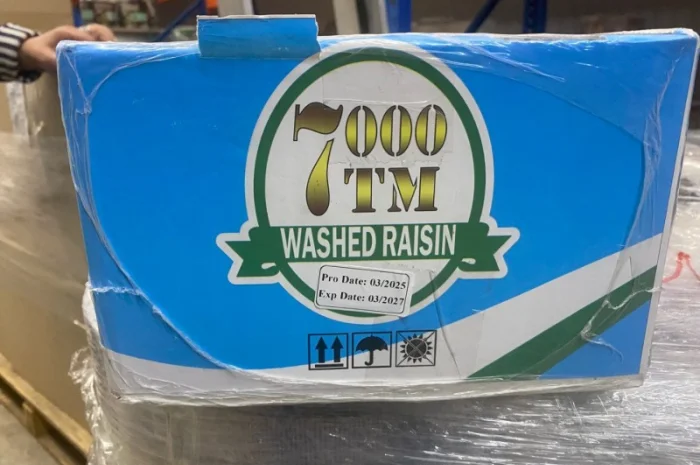 7000
TM
WASHED RAISIN
Pro Date: 03/2025
Exp Date: 03/2027